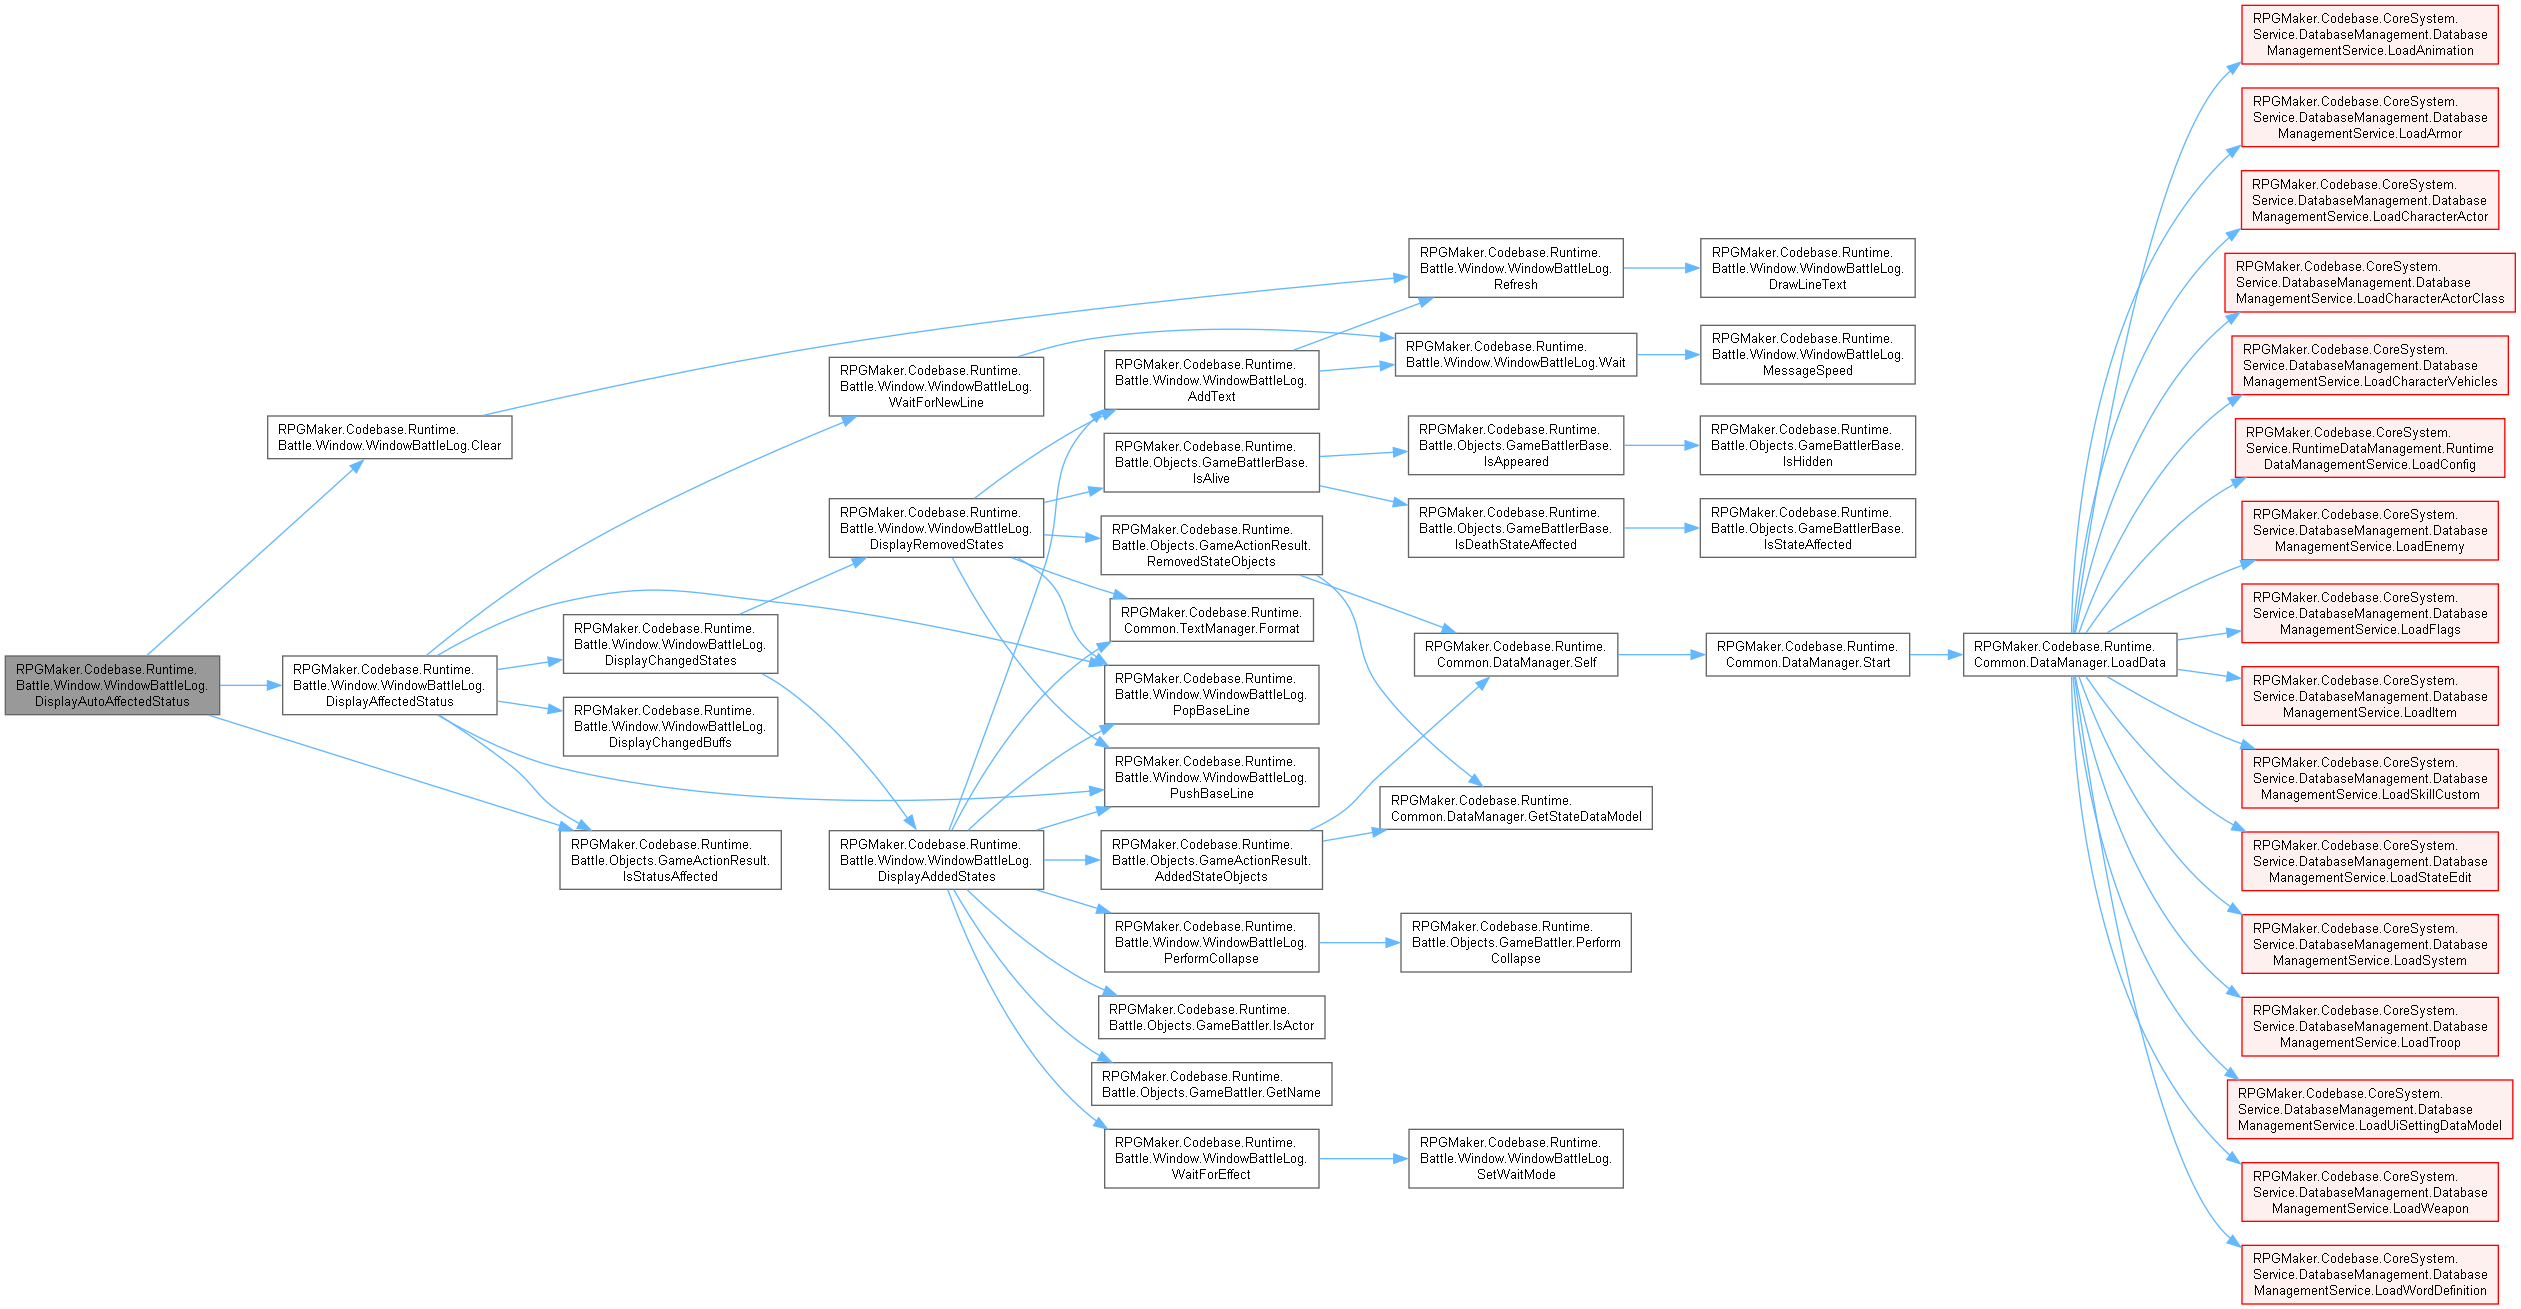 RPGMaker.Codebase.Runtime.
Battle.Window.WindowBattleLog.
DisplayAutoAffectedStatus
RPGMaker.Codebase.Runtime.
Battle.Window.WindowBattleLog.Clear
RPGMaker.Codebase.Runtime.
Battle.Window.WindowBattleLog.
DisplayAffectedStatus
RPGMaker.Codebase.Runtime.
Battle.Window.WindowBattleLog.
DisplayChangedStates
RPGMaker.Codebase.Runtime.
Battle.Window.WindowBattleLog.
DisplayChangedBuffs
RPGMaker.Codebase.Runtime.
Battle.Objects.GameActionResult.
IsStatusAffected
RPGMaker.Codebase.Runtime.
Battle.Window.WindowBattleLog.
WaitForNewLine
RPGMaker.Codebase.Runtime.
Battle.Window.WindowBattleLog.
DisplayRemovedStates
RPGMaker.Codebase.Runtime.
Battle.Window.WindowBattleLog.
DisplayAddedStates
RPGMaker.Codebase.Runtime.
Battle.Window.WindowBattleLog.
AddText
RPGMaker.Codebase.Runtime.
Battle.Objects.GameBattlerBase.
IsAlive
RPGMaker.Codebase.Runtime.
Battle.Objects.GameActionResult.
RemovedStateObjects
RPGMaker.Codebase.Runtime.
Common.TextManager.Format
RPGMaker.Codebase.Runtime.
Battle.Window.WindowBattleLog.
PopBaseLine
RPGMaker.Codebase.Runtime.
Battle.Window.WindowBattleLog.
PushBaseLine
RPGMaker.Codebase.Runtime.
Battle.Objects.GameActionResult.
AddedStateObjects
RPGMaker.Codebase.Runtime.
Battle.Window.WindowBattleLog.
PerformCollapse
RPGMaker.Codebase.Runtime.
Battle.Objects.GameBattler.IsActor
RPGMaker.Codebase.Runtime.
Battle.Objects.GameBattler.GetName
RPGMaker.Codebase.Runtime.
Battle.Window.WindowBattleLog.
WaitForEffect
RPGMaker.Codebase.Runtime.
Battle.Window.WindowBattleLog.
Refresh
RPGMaker.Codebase.Runtime.
Battle.Window.WindowBattleLog.Wait
RPGMaker.Codebase.Runtime.
Battle.Objects.GameBattlerBase.
IsAppeared
RPGMaker.Codebase.Runtime.
Battle.Objects.GameBattlerBase.
IsDeathStateAffected
RPGMaker.Codebase.Runtime.
Common.DataManager.Self
RPGMaker.Codebase.Runtime.
Common.DataManager.GetStateDataModel
RPGMaker.Codebase.Runtime.
Battle.Objects.GameBattler.Perform
Collapse
RPGMaker.Codebase.Runtime.
Battle.Window.WindowBattleLog.
SetWaitMode
RPGMaker.Codebase.Runtime.
Battle.Window.WindowBattleLog.
DrawLineText
RPGMaker.Codebase.Runtime.
Battle.Window.WindowBattleLog.
MessageSpeed
RPGMaker.Codebase.Runtime.
Battle.Objects.GameBattlerBase.
IsHidden
RPGMaker.Codebase.Runtime.
Battle.Objects.GameBattlerBase.
IsStateAffected
RPGMaker.Codebase.Runtime.
Common.DataManager.Start
RPGMaker.Codebase.Runtime.
Common.DataManager.LoadData
RPGMaker.Codebase.CoreSystem.
Service.DatabaseManagement.Database
ManagementService.LoadAnimation
RPGMaker.Codebase.CoreSystem.
Service.DatabaseManagement.Database
ManagementService.LoadArmor
RPGMaker.Codebase.CoreSystem.
Service.DatabaseManagement.Database
ManagementService.LoadCharacterActor
RPGMaker.Codebase.CoreSystem.
Service.DatabaseManagement.Database
ManagementService.LoadCharacterActorClass
RPGMaker.Codebase.CoreSystem.
Service.DatabaseManagement.Database
ManagementService.LoadCharacterVehicles
RPGMaker.Codebase.CoreSystem.
Service.RuntimeDataManagement.Runtime
DataManagementService.LoadConfig
RPGMaker.Codebase.CoreSystem.
Service.DatabaseManagement.Database
ManagementService.LoadEnemy
RPGMaker.Codebase.CoreSystem.
Service.DatabaseManagement.Database
ManagementService.LoadFlags
RPGMaker.Codebase.CoreSystem.
Service.DatabaseManagement.Database
ManagementService.LoadItem
RPGMaker.Codebase.CoreSystem.
Service.DatabaseManagement.Database
ManagementService.LoadSkillCustom
RPGMaker.Codebase.CoreSystem.
Service.DatabaseManagement.Database
ManagementService.LoadStateEdit
RPGMaker.Codebase.CoreSystem.
Service.DatabaseManagement.Database
ManagementService.LoadSystem
RPGMaker.Codebase.CoreSystem.
Service.DatabaseManagement.Database
ManagementService.LoadTroop
RPGMaker.Codebase.CoreSystem.
Service.DatabaseManagement.Database
ManagementService.LoadUiSettingDataModel
RPGMaker.Codebase.CoreSystem.
Service.DatabaseManagement.Database
ManagementService.LoadWeapon
RPGMaker.Codebase.CoreSystem.
Service.DatabaseManagement.Database
ManagementService.LoadWordDefinition